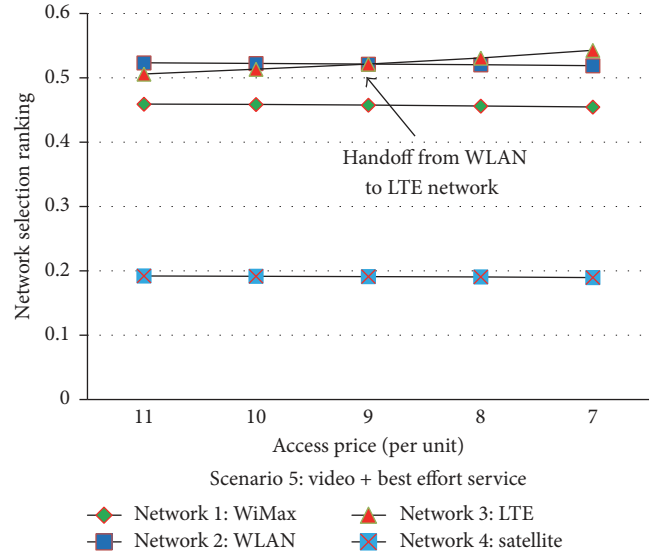 0.6
0.5
0.4
0.3
0.2
0.1
0
Network selection ranking
Handoff from WLAN
to LTE network
11 10 9 8 7
Access price (per unit)
Scenario 5: video + best effort service
Network 1: WiMax
Network 2: WLAN
Network 3: LTE
Network 4: satellite